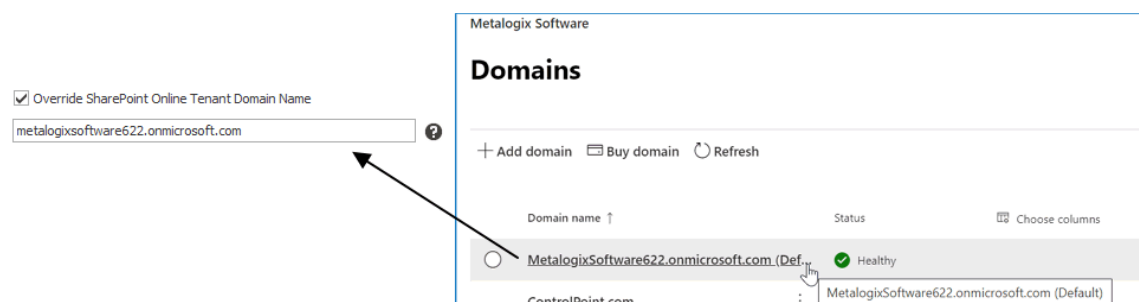 Metalogix Software
Domains
Override SharePoint Online Tenant Domain Name
metalogixsoftware622.onmicrosoft.com
Add domain Buy domain Refresh
Domain name ↑ Status Choose columns
MetalogixSoftware622.onmicrosoft.com (Def... Healthy
MetalogixSoftware622.onmicrosoft.com (Default)
ControlPoint.com